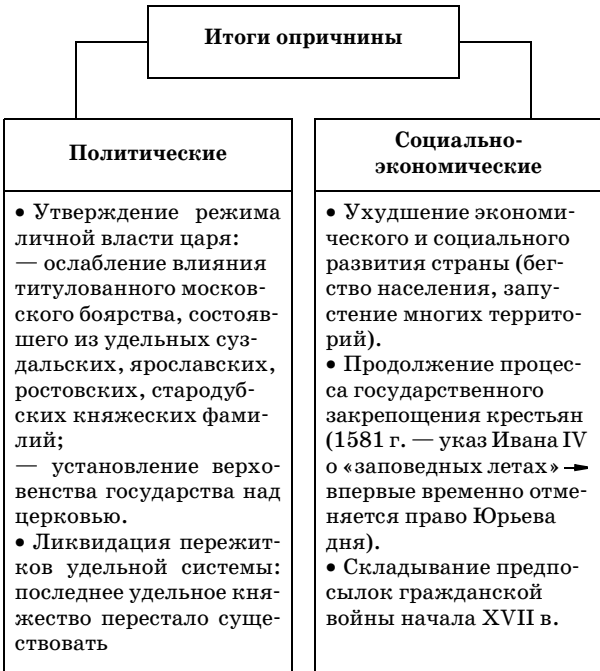 Итоги опричнины
Политические
• Утверждение режима
личной власти царя:
— ослабление влияния
титулованного москов-
ского боярства, состояв-
шего из удельных суз-
дальских, ярославских,
ростовских, стародуб-
ских княжеских фами-
лий;
— установление верхо-
венства государства над
церковью.
• Ликвидация пережит-
ков удельной системы:
последнее удельное кня-
жество перестало суще-
ствовать
Социально-
экономические
• Ухудшение экономи-
ческого и социального
развития страны (бег-
ство населения, запу-
стение многих террито-
рий).
• Продолжение процес-
са государственного
закрепощения крестьян
(1581 г. — указ Ивана IV
о «заповедных летах» →
впервые временно отме-
няется право Юрьева
дня).
• Складывание предпо-
сылок гражданской
войны начала XVII в.